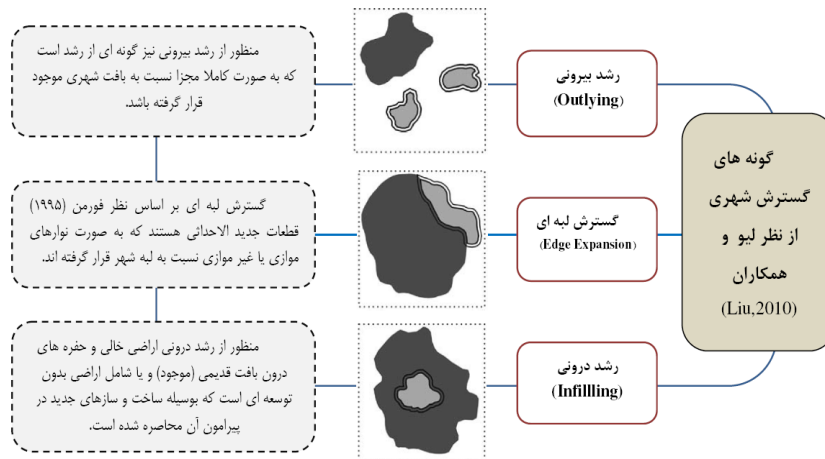 گونه های
گسترش شهری
از نظر لیو و
همکاران
(Liu,2010)
رشد بیرونی
(Outlying)
منظور از رشد بیرونی نیز گونه ای از رشد است
که به صورت کاملا مجزا نسبت به بافت شهری موجود
قرار گرفته باشد.
گسترش لبه ای
(Edge Expansion)
گسترش لبه ای بر اساس نظر فورمن (۱۹۹۵)
قطعات جدید الاحداثی هستند که به صورت نوارهای
موازی یا غیر موازی نسبت به لبه شهر قرار گرفته اند.
رشد درونی
(Infillling)
منظور از رشد درونی اراضی خالی و حفره های
درون بافت قدیمی (موجود) و یا شامل اراضی بدون
توسعه ای است که بوسیله ساخت و سازهای جدید در
پیرامون آن محاصره شده است.